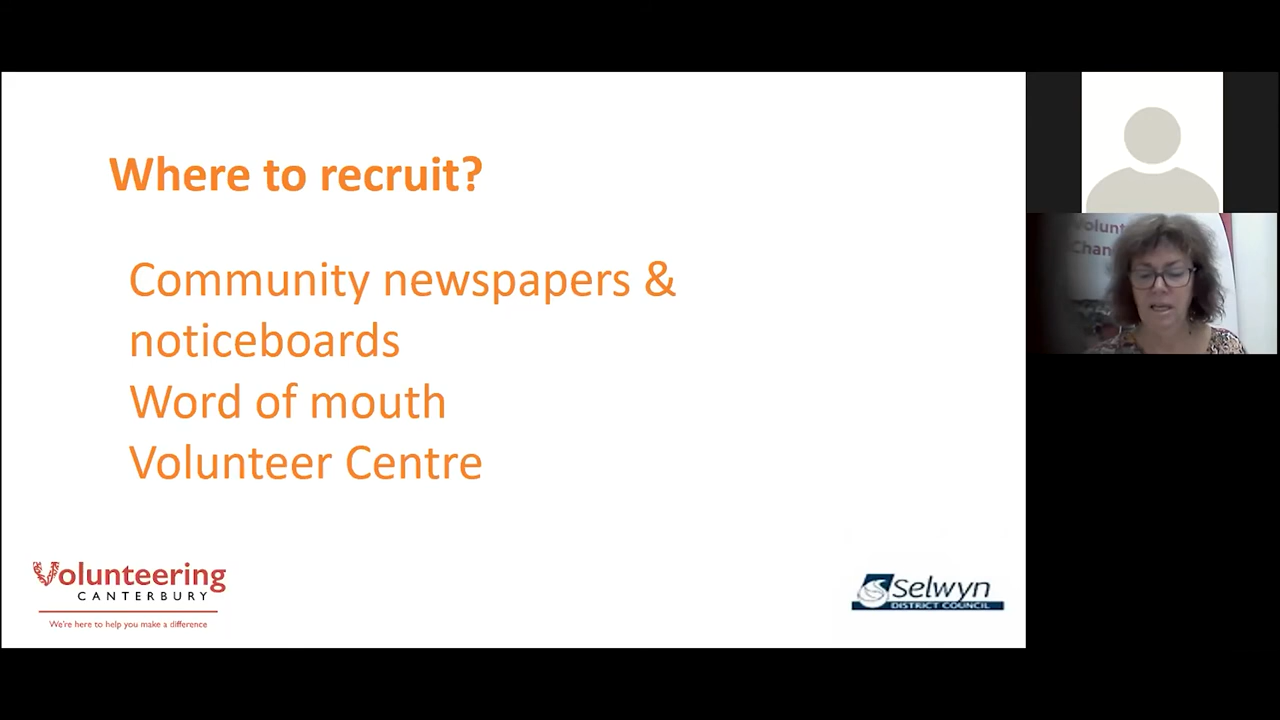 Where to recruit?
Community newspapers &
noticeboards
Word of mouth
Volunteer Centre
Volunteering
CANTERBURY
We're here to help you make a difference
Selwyn
DISTRICT COUNCIL